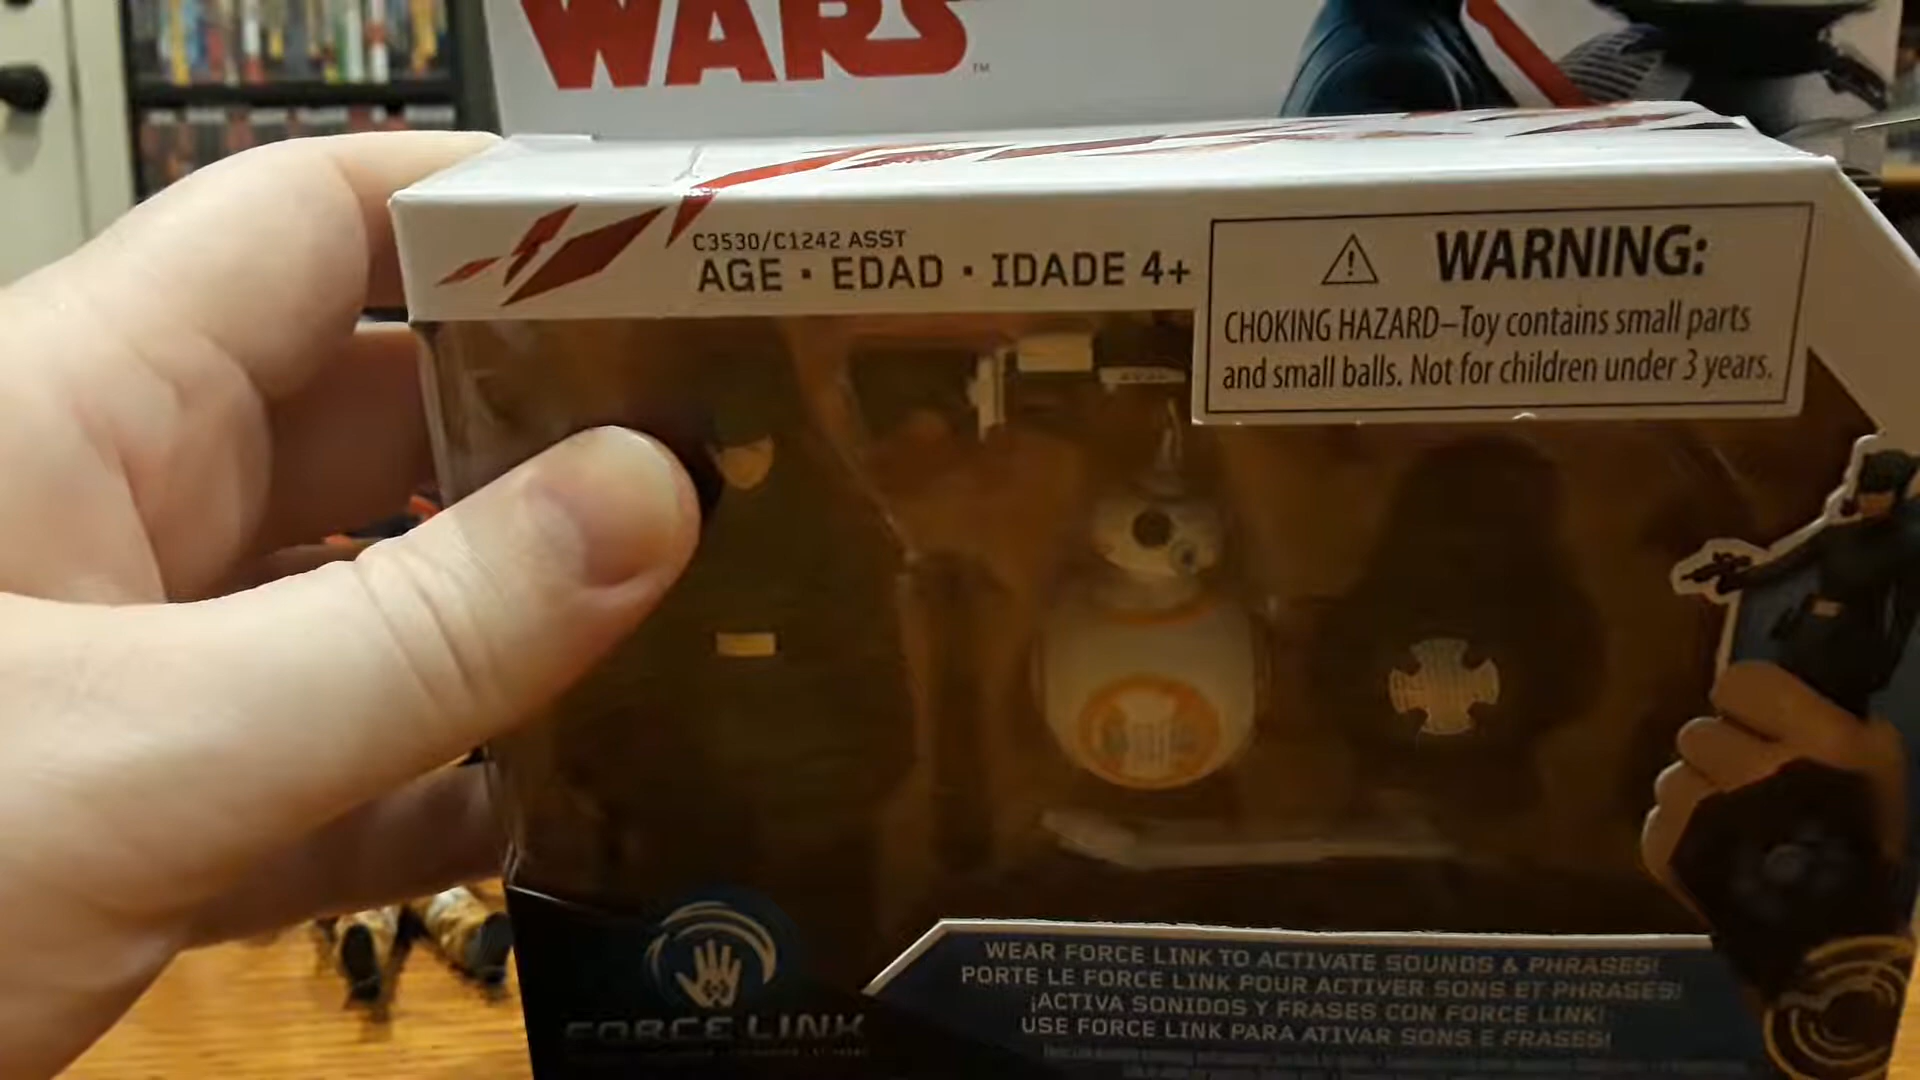 WARS
TM
C3530/C1242 ASST
AGE • EDAD • IDADE 4+
WARNING:
CHOKING HAZARD–Toy contains small parts
and small balls. Not for children under 3 years.
FORCE LINK
WEAR FORCE LINK TO ACTIVATE SOUNDS & PHRASES!
PORTE LE FORCE LINK POUR ACTIVER SONS ET PHRASES!
¡ACTIVA SONIDOS Y FRASES CON FORCE LINK!
USE FORCE LINK PARA ATIVAR SONS E FRASES!